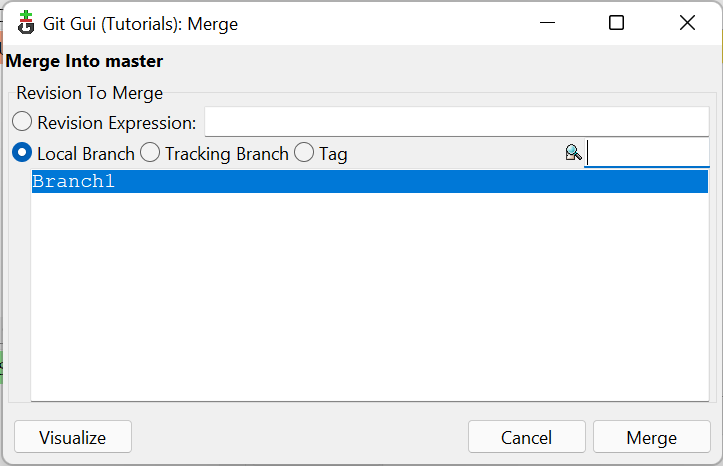 Git Gui (Tutorials): Merge
Merge Into master
Revision To Merge
Revision Expression:
Local Branch Tracking Branch Tag
Branch1
Visualize Cancel Merge